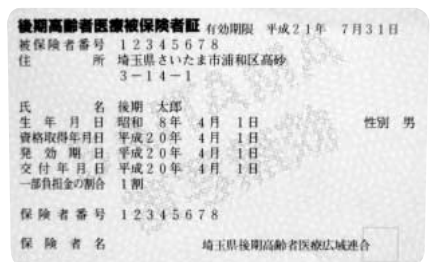 後期高齢者医療被保険者証 有効期限 平成21年 7月31日
被保険者番号 12345678
住所 埼玉県さいたま市浦和区高砂
3-14-1
氏名 後期 太郎
生年月日 昭和 8年 4月 1日 性別 男
資格取得年月日 平成20年 4月 1日
発効期日 平成20年 4月 1日
交付年月日 平成20年 4月 1日
一部負担金の割合 1割
保険者番号 12345678
保険者名 埼玉県後期高齢者医療広域連合